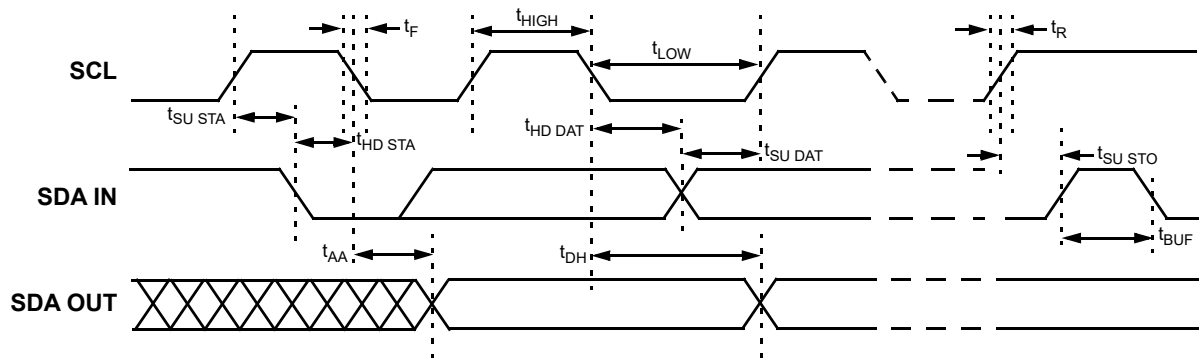 tF
tHIGH
tLOW
tR
SCL
tSU STA
tHD STA
tHD DAT
tSU DAT
tSU STO
SDA IN
tAA
tDH
tBUF
SDA OUT